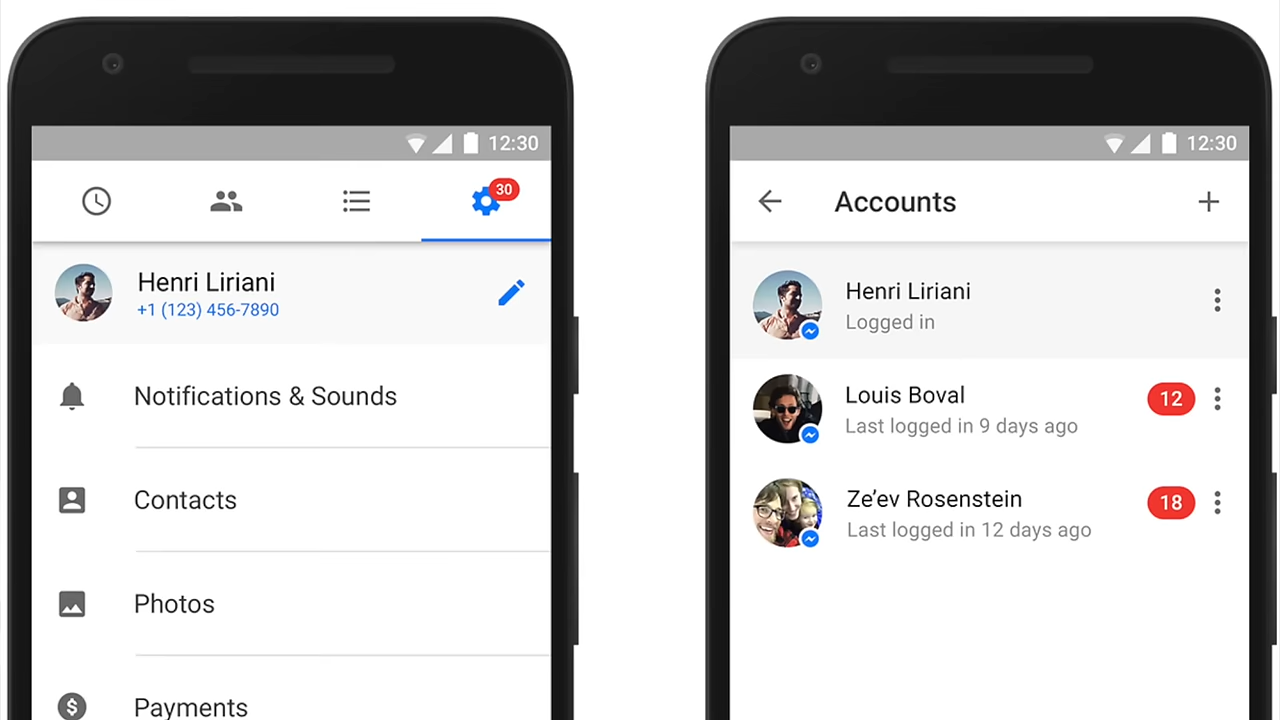 12:30
30
Henri Liriani
+1 (123) 456-7890
Notifications & Sounds
Contacts
Photos
Payments
12:30
Accounts
Henri Liriani
Logged in
Louis Boval
Last logged in 9 days ago
12
Ze’ev Rosenstein
Last logged in 12 days ago
18